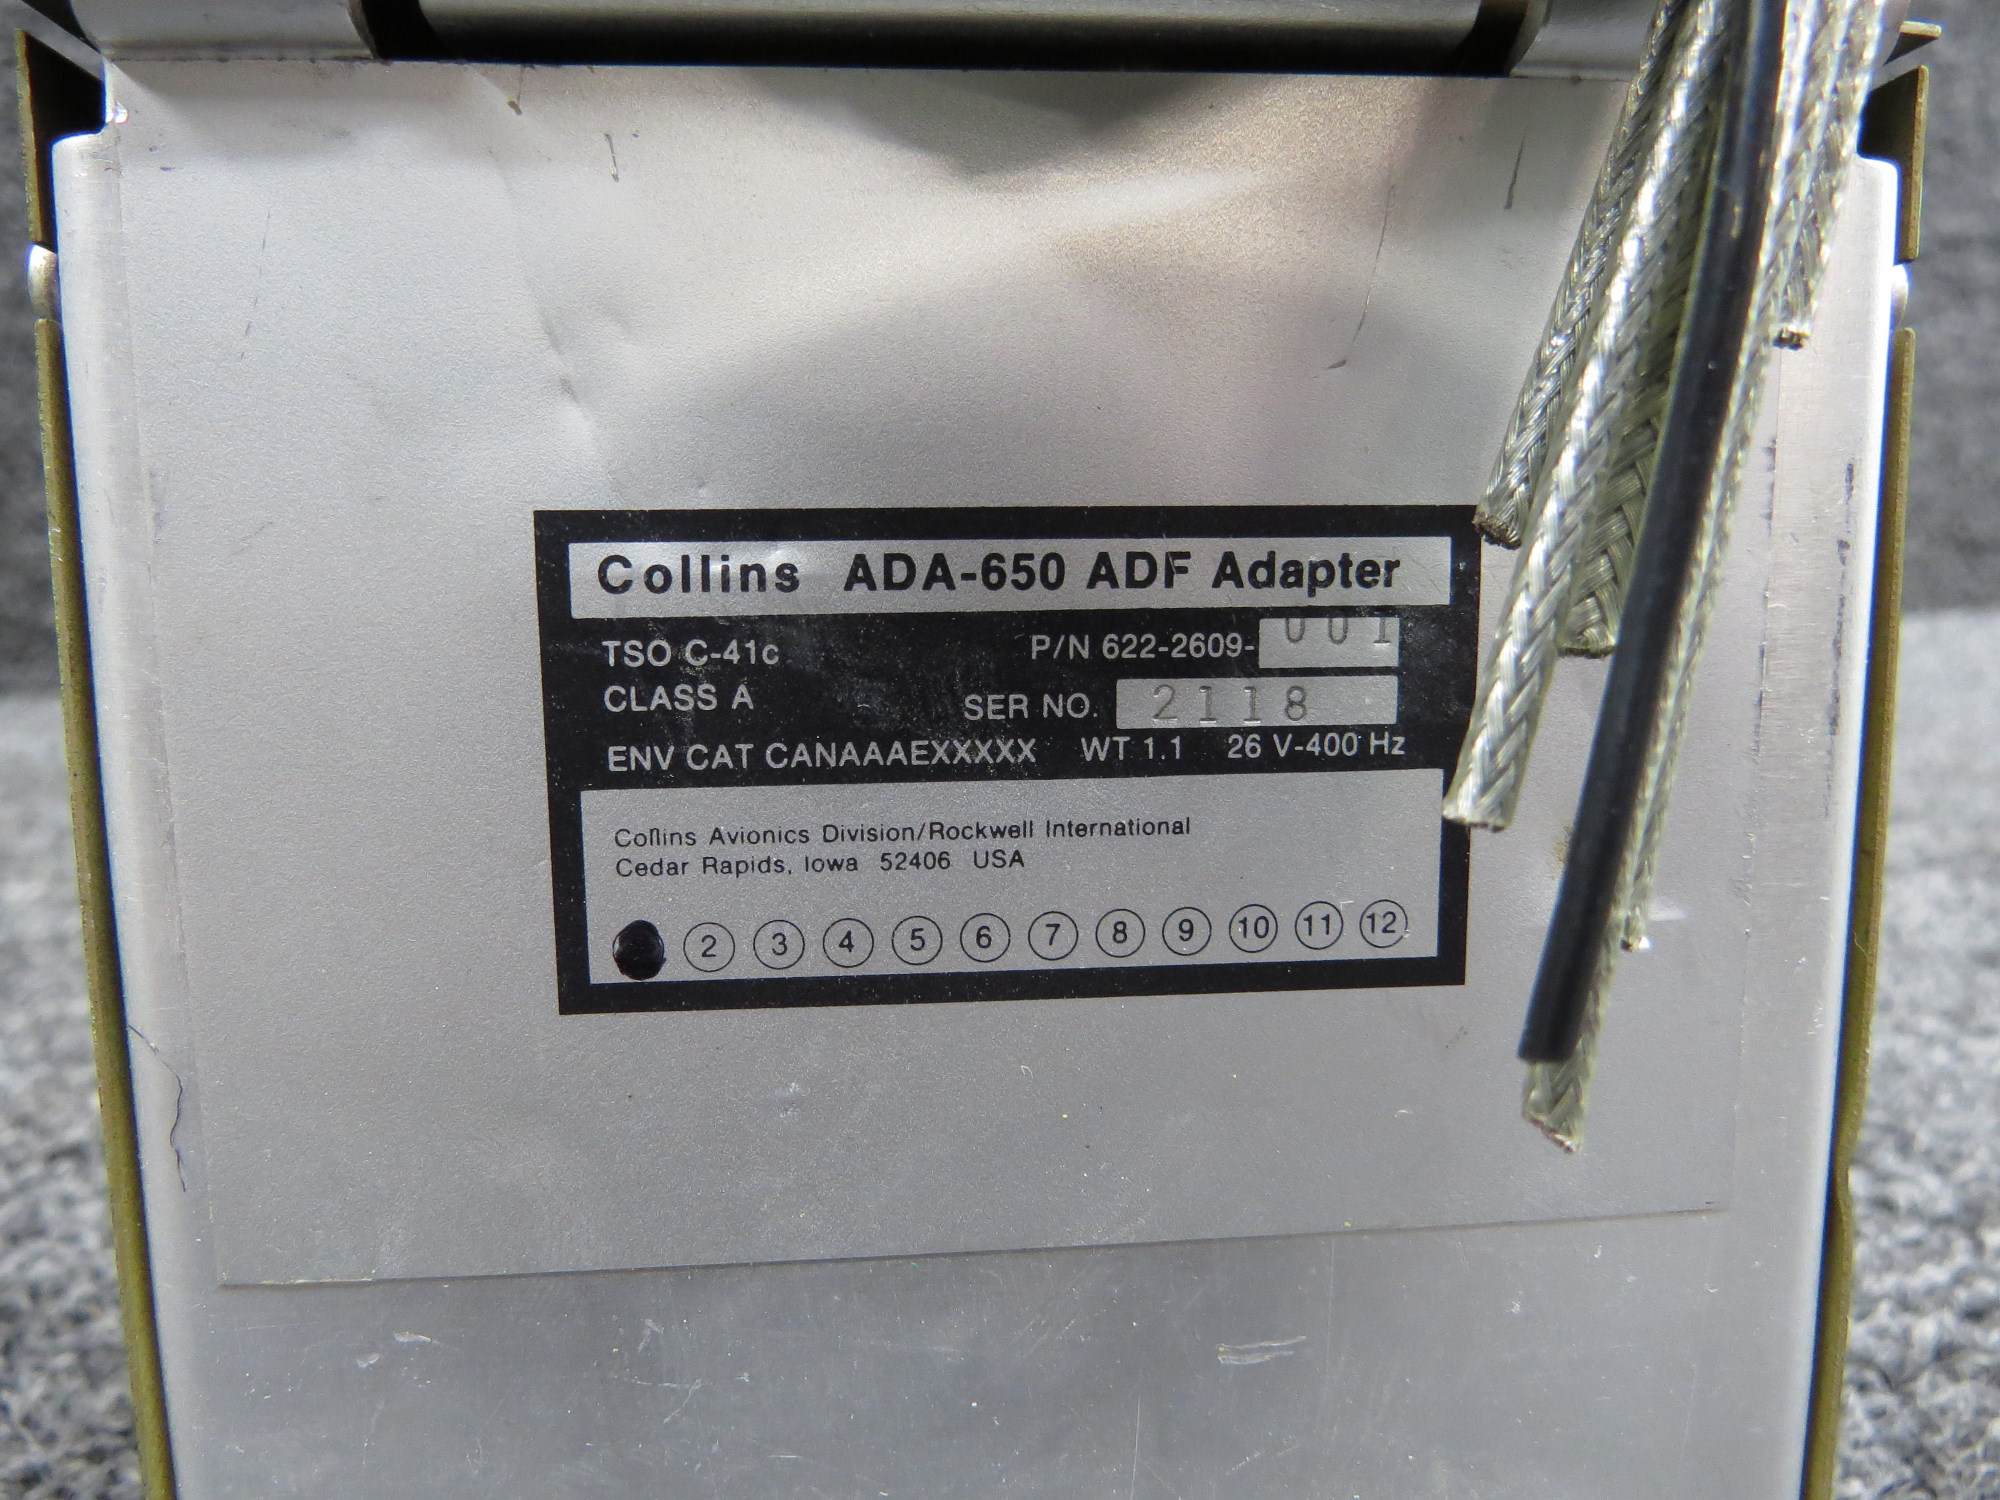 Collins ADA-650 ADF Adapter
TSO C-41c P/N 622-2609-001
CLASS A SER NO. 2118
ENV CAT CANAAAEXXXXX WT 1.1 26 V-400 Hz
Collins Avionics Division/Rockwell International
Cedar Rapids, Iowa 52406 USA
2 3 4 5 6 7 8 9 10 11 12